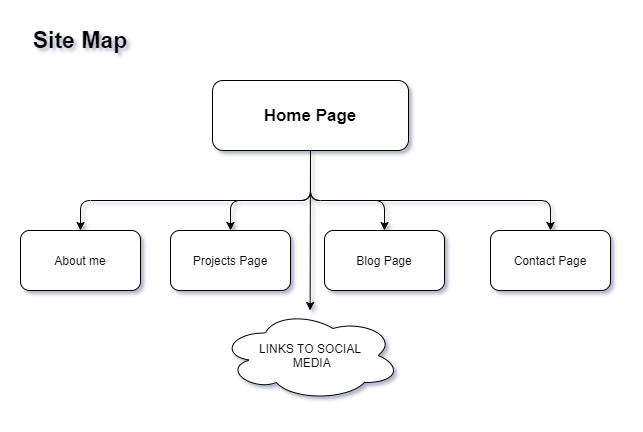 Site Map
Home Page
About me
Projects Page
Blog Page
Contact Page
LINKS TO SOCIAL
MEDIA